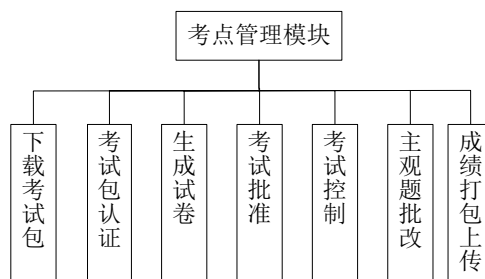 考点管理模块
下载考试包
考试包认证
生成试卷
考试批准
考试控制
主观题批改
成绩打包上传